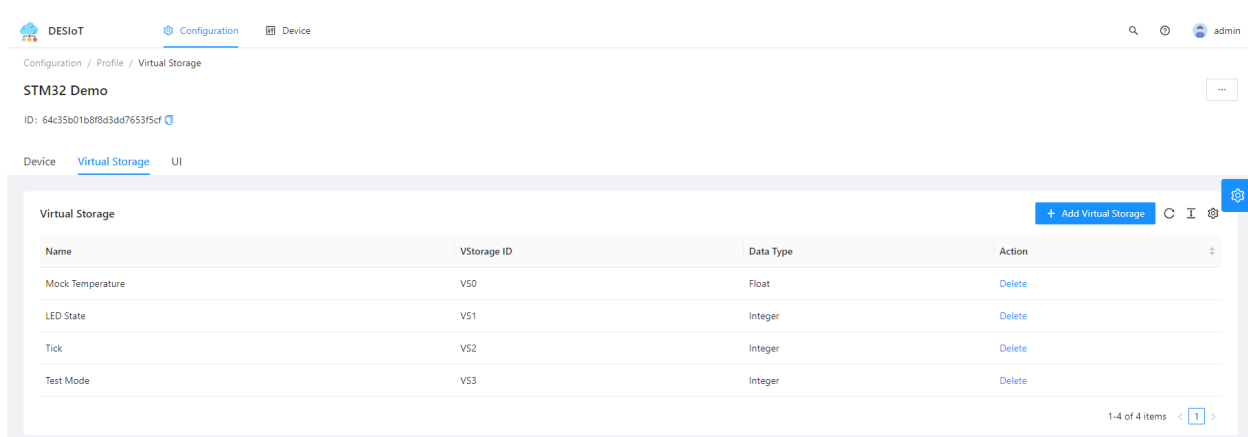 DESIoT Configuration Device admin
Configuration / Profile / Virtual Storage
STM32 Demo
ID: 64c35b01b8f8d3dd7653f5cf
Device Virtual Storage UI
Virtual Storage + Add Virtual Storage
Name VStorage ID Data Type Action
Mock Temperature VS0 Float Delete
LED State VS1 Integer Delete
Tick VS2 Integer Delete
Test Mode VS3 Integer Delete
1-4 of 4 items < 1 >